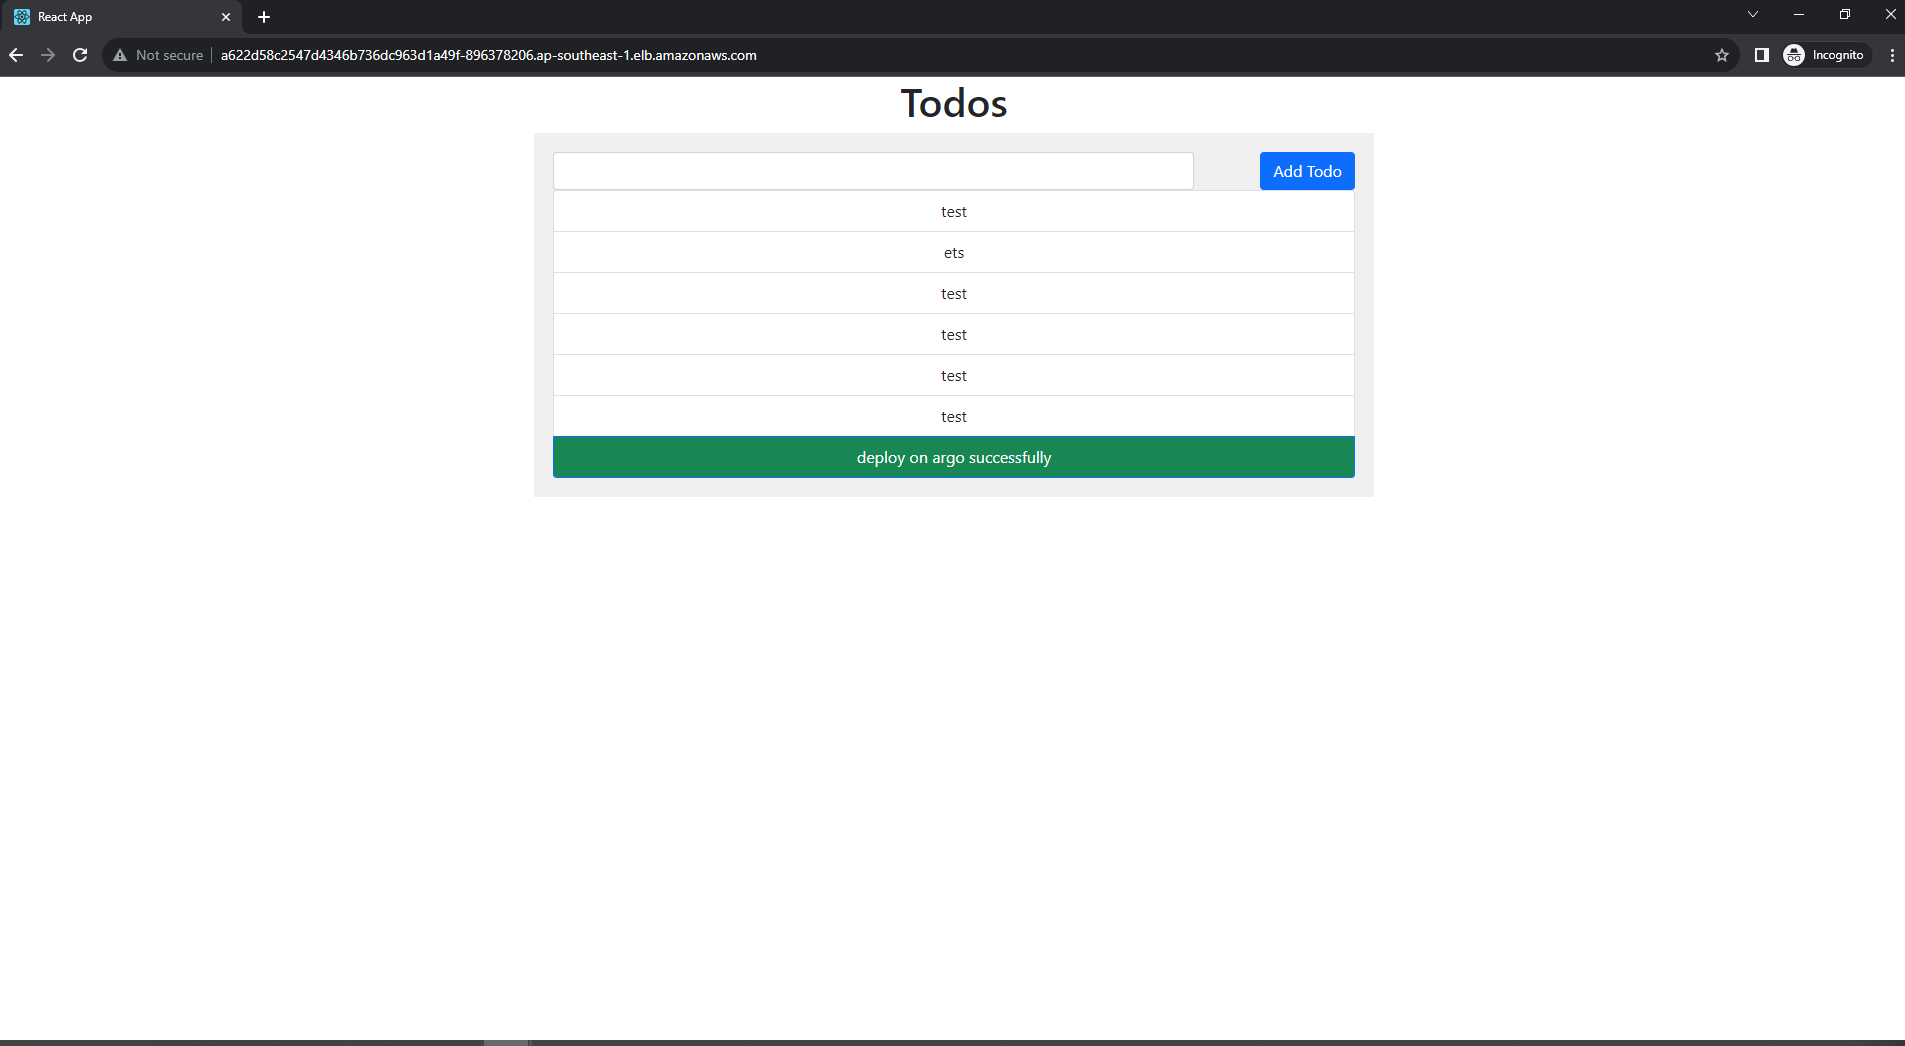 React App
Not secure
a622d58c2547d4346b736dc963d1a49f-896378206.ap-southeast-1.elb.amazonaws.com
Incognito
Todos
Add Todo
test
ets
test
test
test
test
deploy on argo successfully